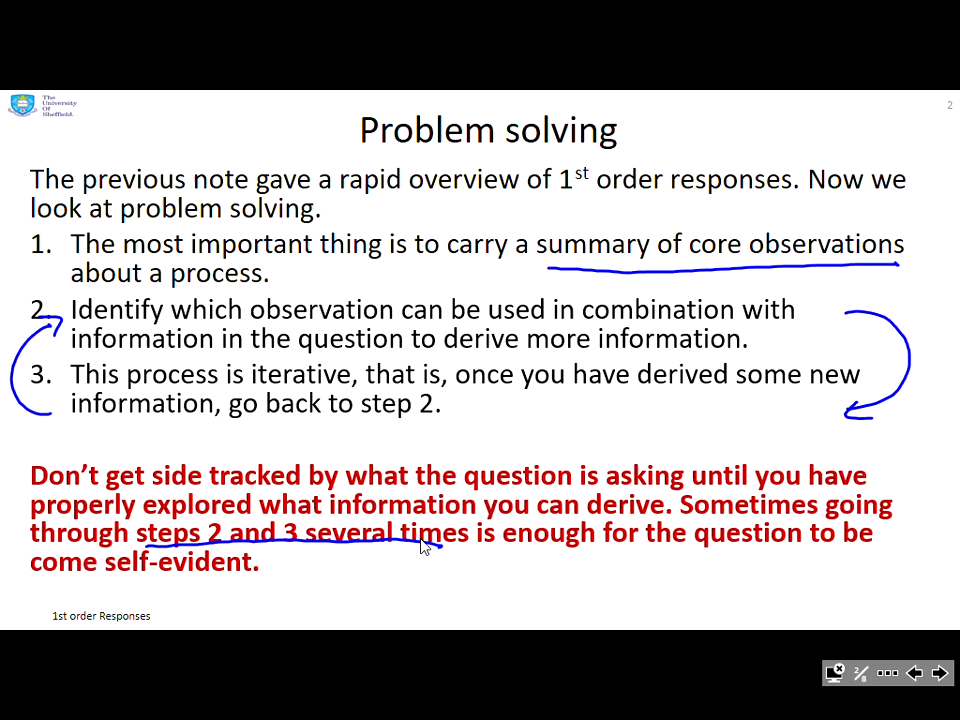 The
University
Of
Sheffield.
2
Problem solving
The previous note gave a rapid overview of 1st order responses. Now we
look at problem solving.
1. The most important thing is to carry a summary of core observations
about a process.
2. Identify which observation can be used in combination with
information in the question to derive more information.
3. This process is iterative, that is, once you have derived some new
information, go back to step 2.
Don’t get side tracked by what the question is asking until you have
properly explored what information you can derive. Sometimes going
through steps 2 and 3 several times is enough for the question to be
come self-evident.
1st order Responses
2/8